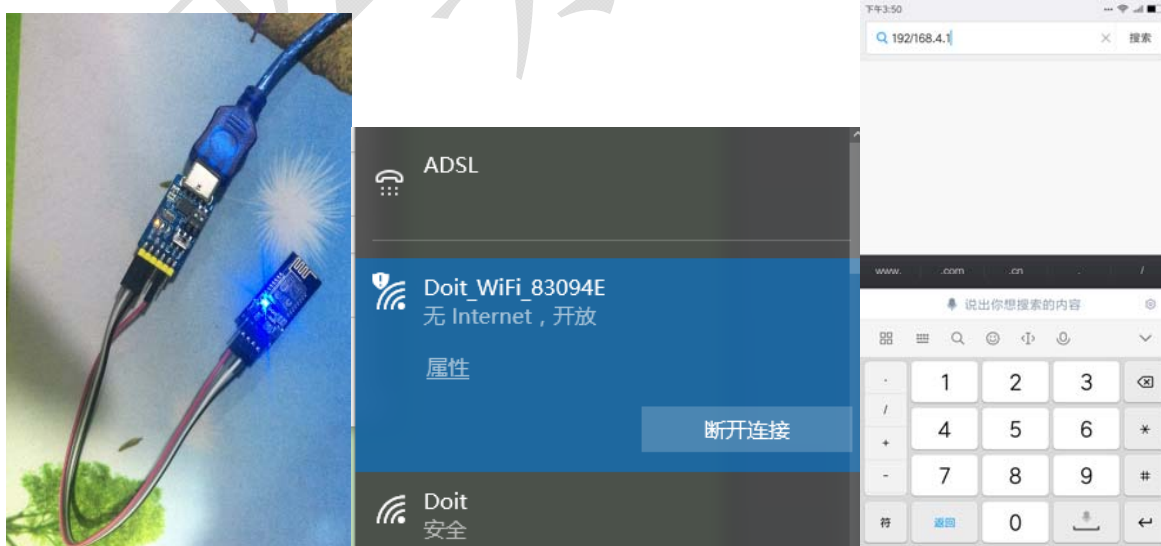 ADSL
Doit_WiFi_83094E
无 Internet，开放
属性
断开连接
Doit
安全
下午3:50
192/168.4.1
搜索
www. .com .cn . /
说出你想搜索的内容
. 1 2 3
/
4 5 6 *
+
- 7 8 9 #
符 返回 0